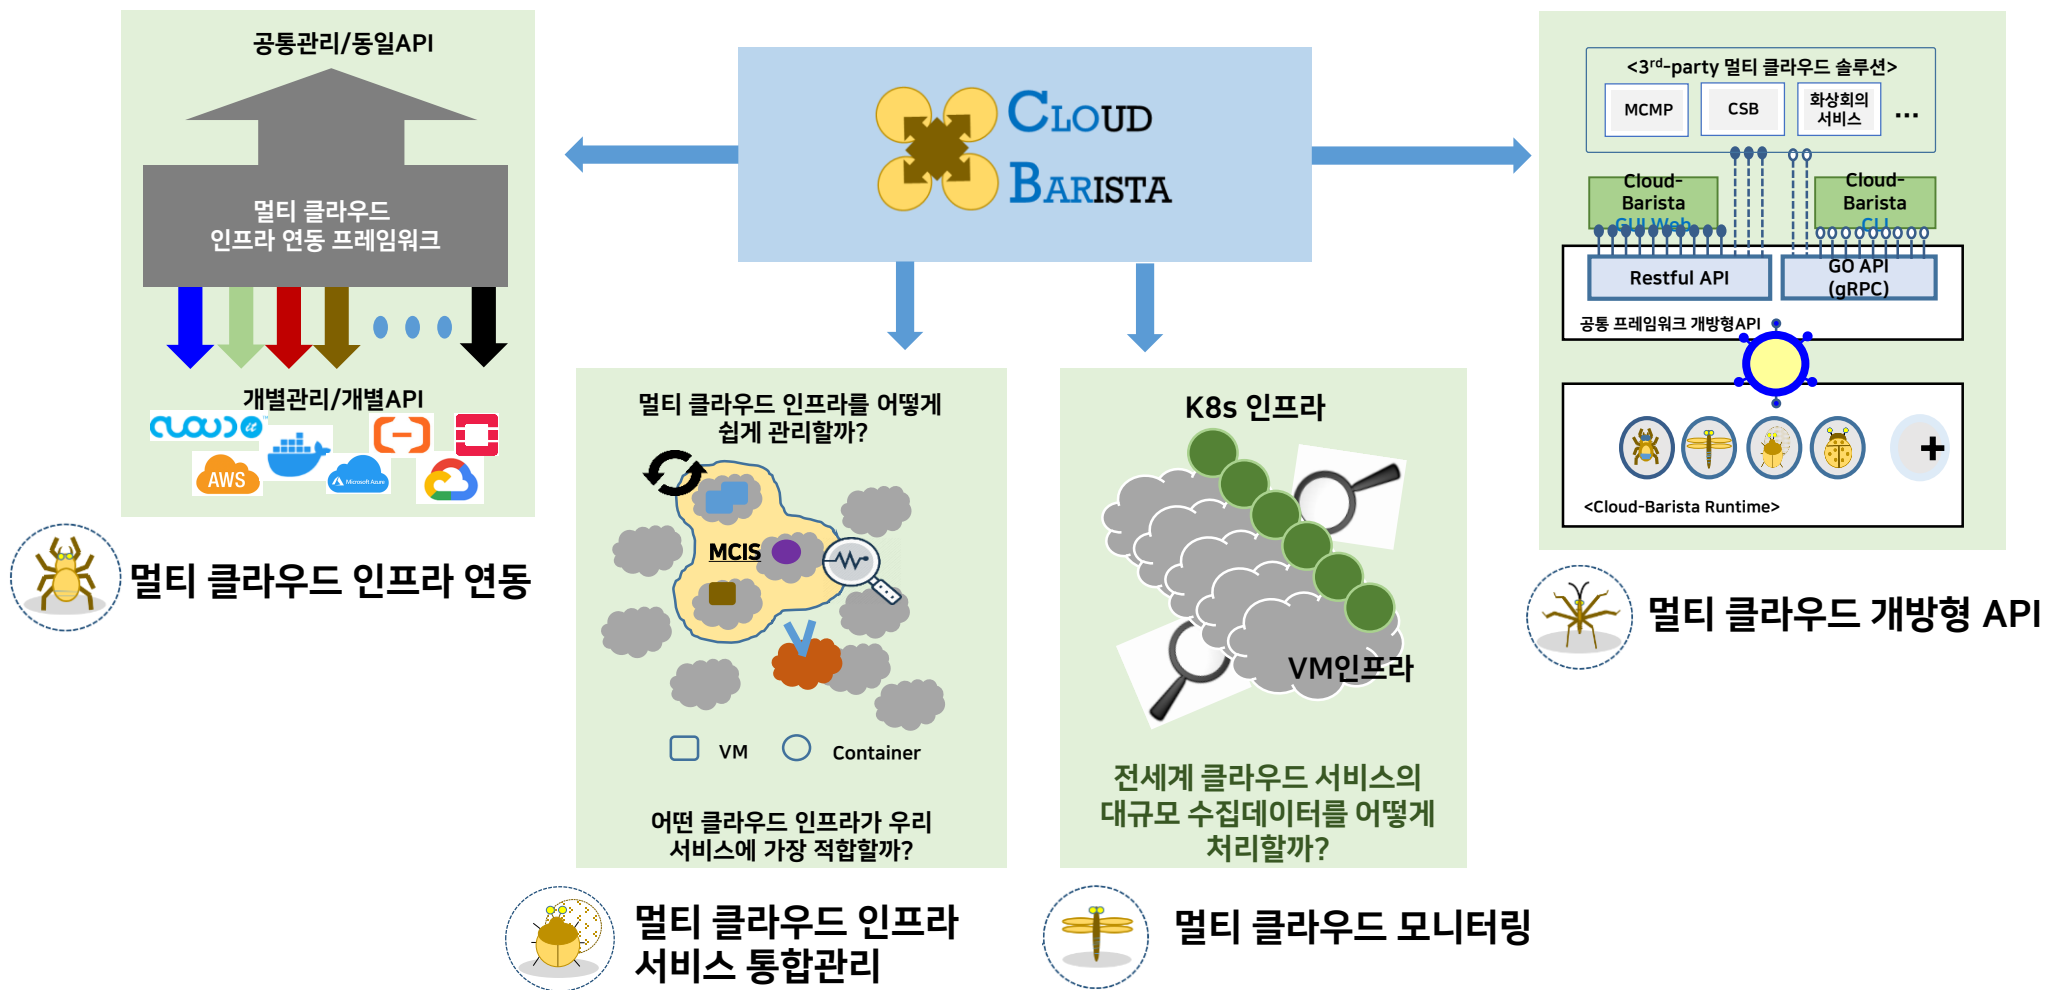 공통관리/동일API
멀티 클라우드
인프라 연동 프레임워크
개별관리/개별API
CLOUD it
AWS
Microsoft Azure
멀티 클라우드 인프라 연동
CLOUD
BARISTA
멀티 클라우드 인프라를 어떻게
쉽게 관리할까?
MCIS
VM
Container
어떤 클라우드 인프라가 우리
서비스에 가장 적합할까?
멀티 클라우드 인프라
서비스 통합관리
K8s 인프라
VM인프라
전세계 클라우드 서비스의
대규모 수집데이터를 어떻게
처리할까?
멀티 클라우드 모니터링
<3rd-party 멀티 클라우드 솔루션>
MCMP
CSB
화상회의
서비스
...
Cloud-
Barista
GUI Web
Cloud-
Barista
CLI
Restful API
GO API
(gRPC)
공통 프레임워크 개방형API
+
<Cloud-Barista Runtime>
멀티 클라우드 개방형 API